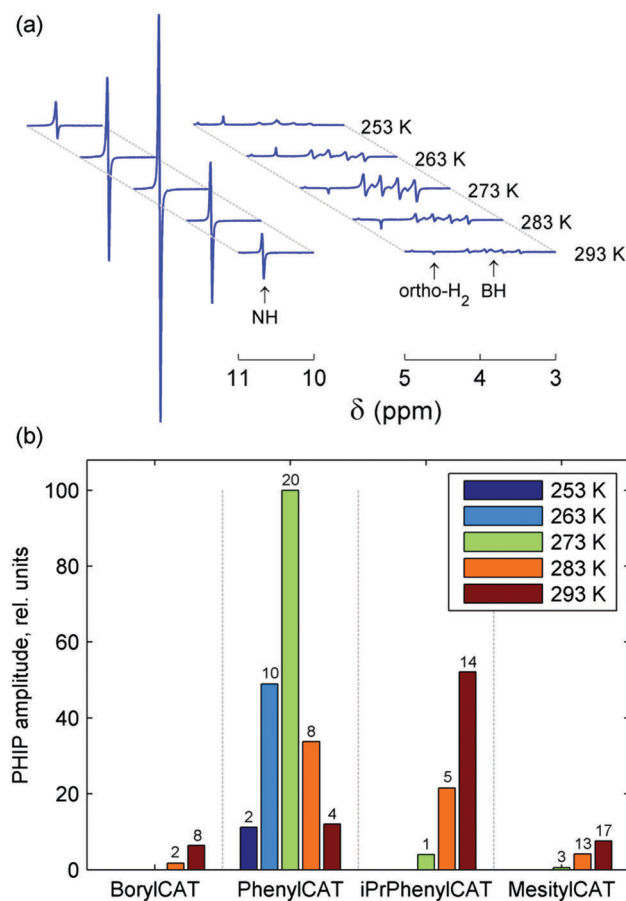 (a)
253 K
263 K
273 K
283 K
293 K
NH
ortho-H₂
BH
11
10
5
4
3
δ (ppm)
(b)
PHIP amplitude, rel. units
100
80
60
40
20
0
253 K
263 K
273 K
283 K
293 K
2
8
2
10
20
8
4
1
5
14
3
13
17
BorylCAT
PhenylCAT
iPrPhenylCAT
MesitylCAT